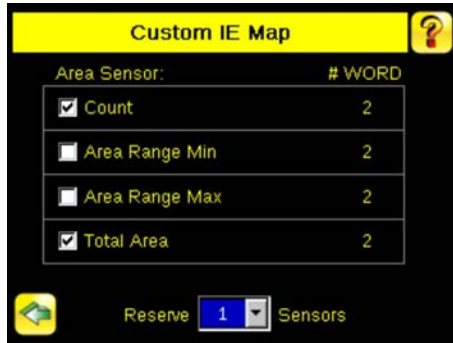 Custom IE Map
?
Area Sensor: # WORD
Count 2
Area Range Min 2
Area Range Max 2
Total Area 2
Reserve 1 Sensors